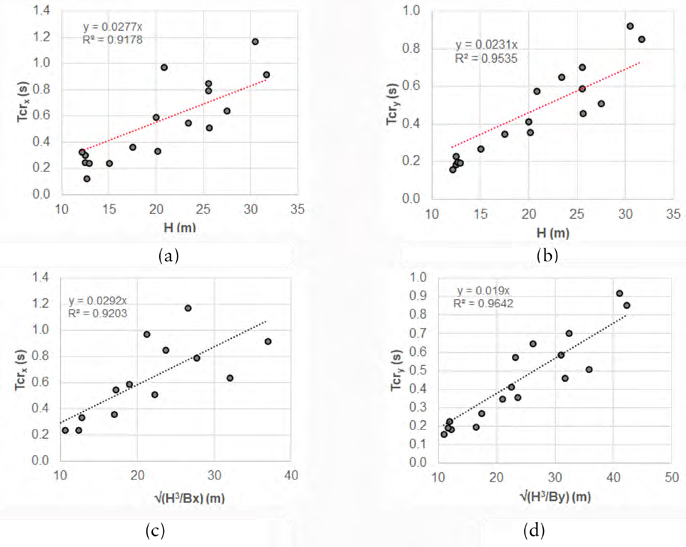 (a)
y = 0.0277x
R² = 0.9178
Tcrx (s)
1.4
1.2
1.0
0.8
0.6
0.4
0.2
0.0
10 15 20 25 30 35
H (m)
(b)
y = 0.0231x
R² = 0.9535
Tcry (s)
1.0
0.8
0.6
0.4
0.2
0.0
10 15 20 25 30 35
H (m)
(a)
(b)
y = 0.0292x
R² = 0.9203
Tcrx (s)
1.4
1.2
1.0
0.8
0.6
0.4
0.2
0.0
10 20 30 40
√(H³/Bx) (m)
y = 0.019x
R² = 0.9642
Tcry (s)
1.0
0.9
0.8
0.7
0.6
0.5
0.4
0.3
0.2
0.1
0.0
10 20 30 40 50
√(H³/By) (m)
(c)
(d)